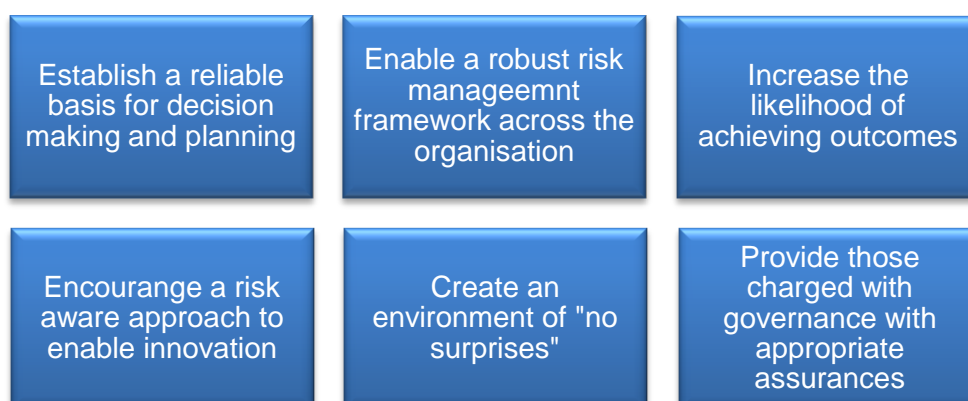 Establish a reliable
basis for decision
making and planning
Enable a robust risk
manageemnt
framework across the
organisation
Increase the
likelihood of
achieving outcomes
Encourange a risk
aware approach to
enable innovation
Create an
environment of "no
surprises"
Provide those
charged with
governance with
appropriate
assurances